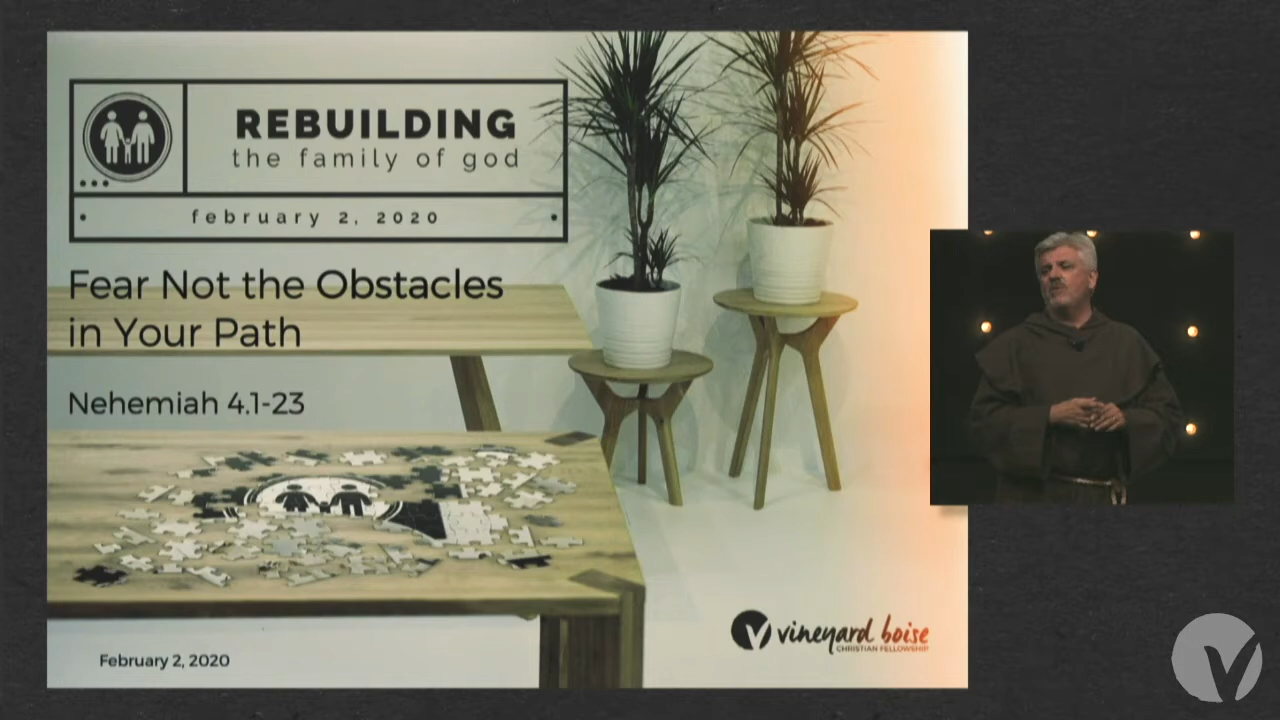 REBUILDING
the family of god
february 2, 2020
Fear Not the Obstacles
in Your Path
Nehemiah 4.1-23
vineyard boise
CHRISTIAN FELLOWSHIP
February 2, 2020